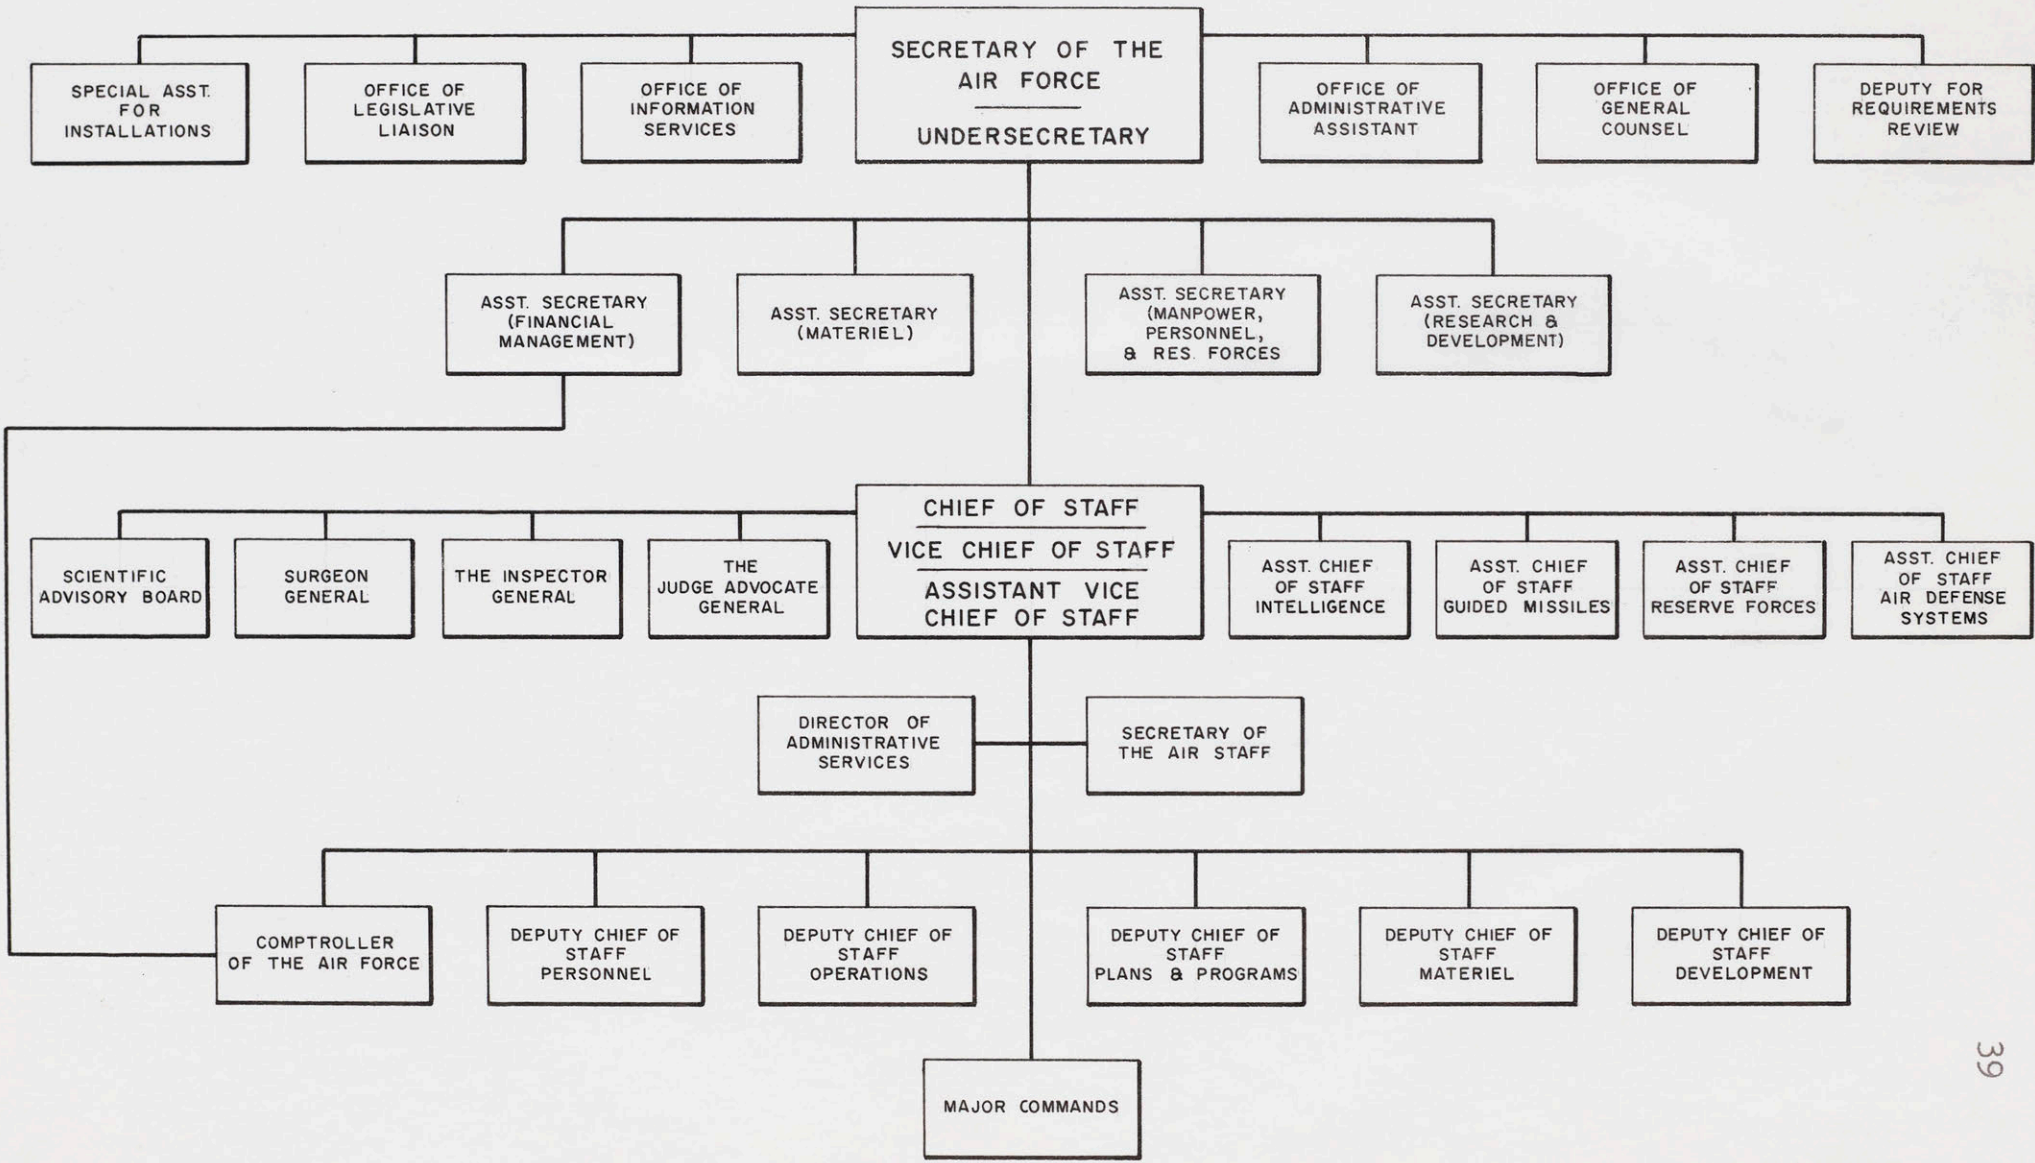 SECRETARY OF THE
AIR FORCE
UNDERSECRETARY
SPECIAL ASST.
FOR
INSTALLATIONS
OFFICE OF
LEGISLATIVE
LIAISON
OFFICE OF
INFORMATION
SERVICES
OFFICE OF
ADMINISTRATIVE
ASSISTANT
OFFICE OF
GENERAL
COUNSEL
DEPUTY FOR
REQUIREMENTS
REVIEW
ASST. SECRETARY
(FINANCIAL
MANAGEMENT)
ASST. SECRETARY
(MATERIEL)
ASST. SECRETARY
(MANPOWER,
PERSONNEL,
& RES. FORCES
ASST. SECRETARY
(RESEARCH &
DEVELOPMENT)
CHIEF OF STAFF
VICE CHIEF OF STAFF
ASSISTANT VICE
CHIEF OF STAFF
SCIENTIFIC
ADVISORY BOARD
SURGEON
GENERAL
THE INSPECTOR
GENERAL
THE
JUDGE ADVOCATE
GENERAL
ASST. CHIEF
OF STAFF
INTELLIGENCE
ASST. CHIEF
OF STAFF
GUIDED MISSILES
ASST. CHIEF
OF STAFF
RESERVE FORCES
ASST. CHIEF
OF STAFF
AIR DEFENSE
SYSTEMS
DIRECTOR OF
ADMINISTRATIVE
SERVICES
SECRETARY OF
THE AIR STAFF
COMPTROLLER
OF THE AIR FORCE
DEPUTY CHIEF OF
STAFF
PERSONNEL
DEPUTY CHIEF OF
STAFF
OPERATIONS
DEPUTY CHIEF OF
STAFF
PLANS & PROGRAMS
DEPUTY CHIEF OF
STAFF
MATERIEL
DEPUTY CHIEF OF
STAFF
DEVELOPMENT
MAJOR COMMANDS
39